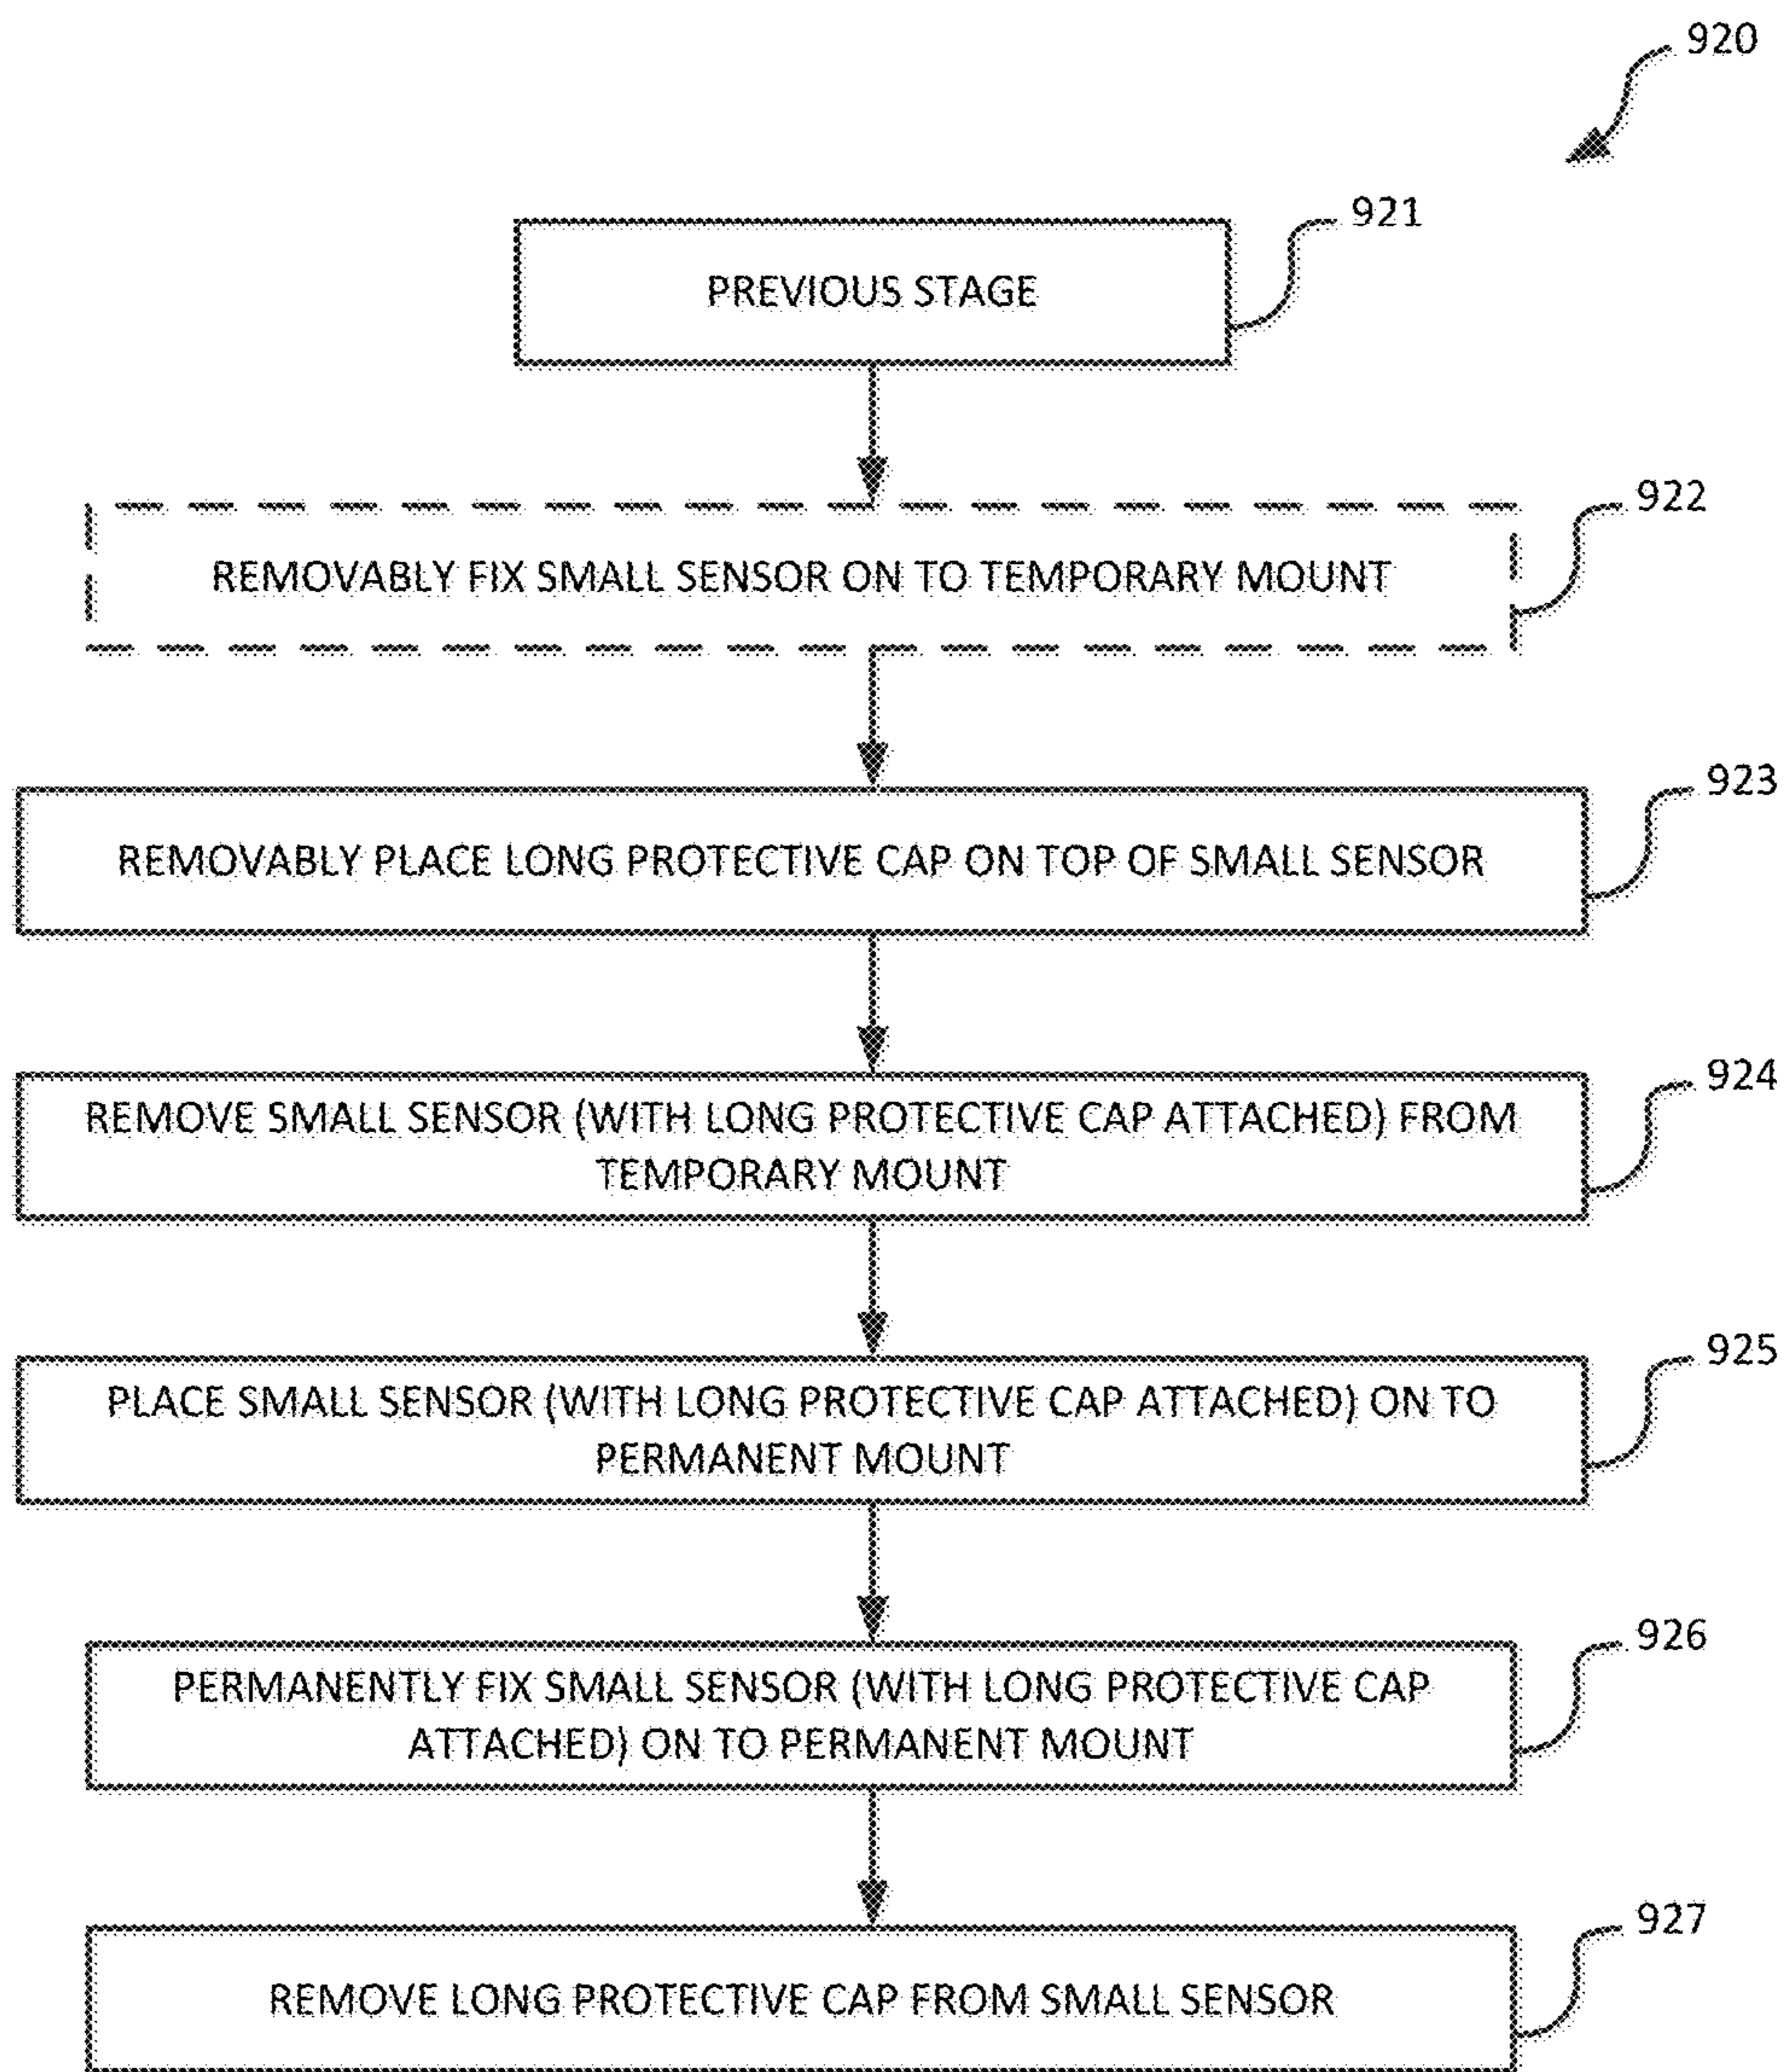 920
921
PREVIOUS STAGE
922
REMOVABLY FIX SMALL SENSOR ON TO TEMPORARY MOUNT
923
REMOVABLY PLACE LONG PROTECTIVE CAP ON TOP OF SMALL SENSOR
924
REMOVE SMALL SENSOR (WITH LONG PROTECTIVE CAP ATTACHED) FROM
TEMPORARY MOUNT
925
PLACE SMALL SENSOR (WITH LONG PROTECTIVE CAP ATTACHED) ON TO
PERMANENT MOUNT
926
PERMANENTLY FIX SMALL SENSOR (WITH LONG PROTECTIVE CAP
ATTACHED) ON TO PERMANENT MOUNT
927
REMOVE LONG PROTECTIVE CAP FROM SMALL SENSOR